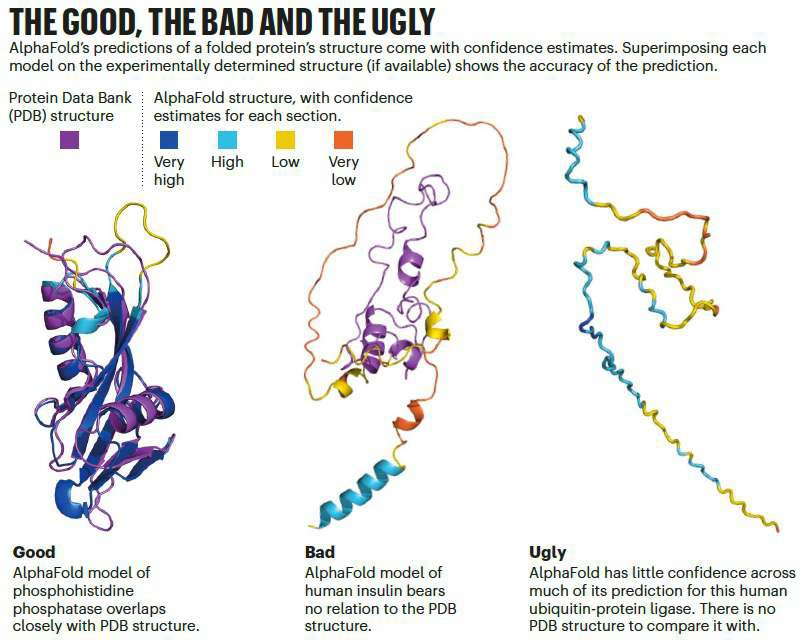 THE GOOD, THE BAD AND THE UGLY
AlphaFold’s predictions of a folded protein’s structure come with confidence estimates. Superimposing each
model on the experimentally determined structure (if available) shows the accuracy of the prediction.
Protein Data Bank
(PDB) structure
AlphaFold structure, with confidence
estimates for each section.
Very
high
High
Low
Very
low
Good
AlphaFold model of
phosphohistidine
phosphatase overlaps
closely with PDB structure.
Bad
AlphaFold model of
human insulin bears
no relation to the PDB
structure.
Ugly
AlphaFold has little confidence across
much of its prediction for this human
ubiquitin-protein ligase. There is no
PDB structure to compare it with.